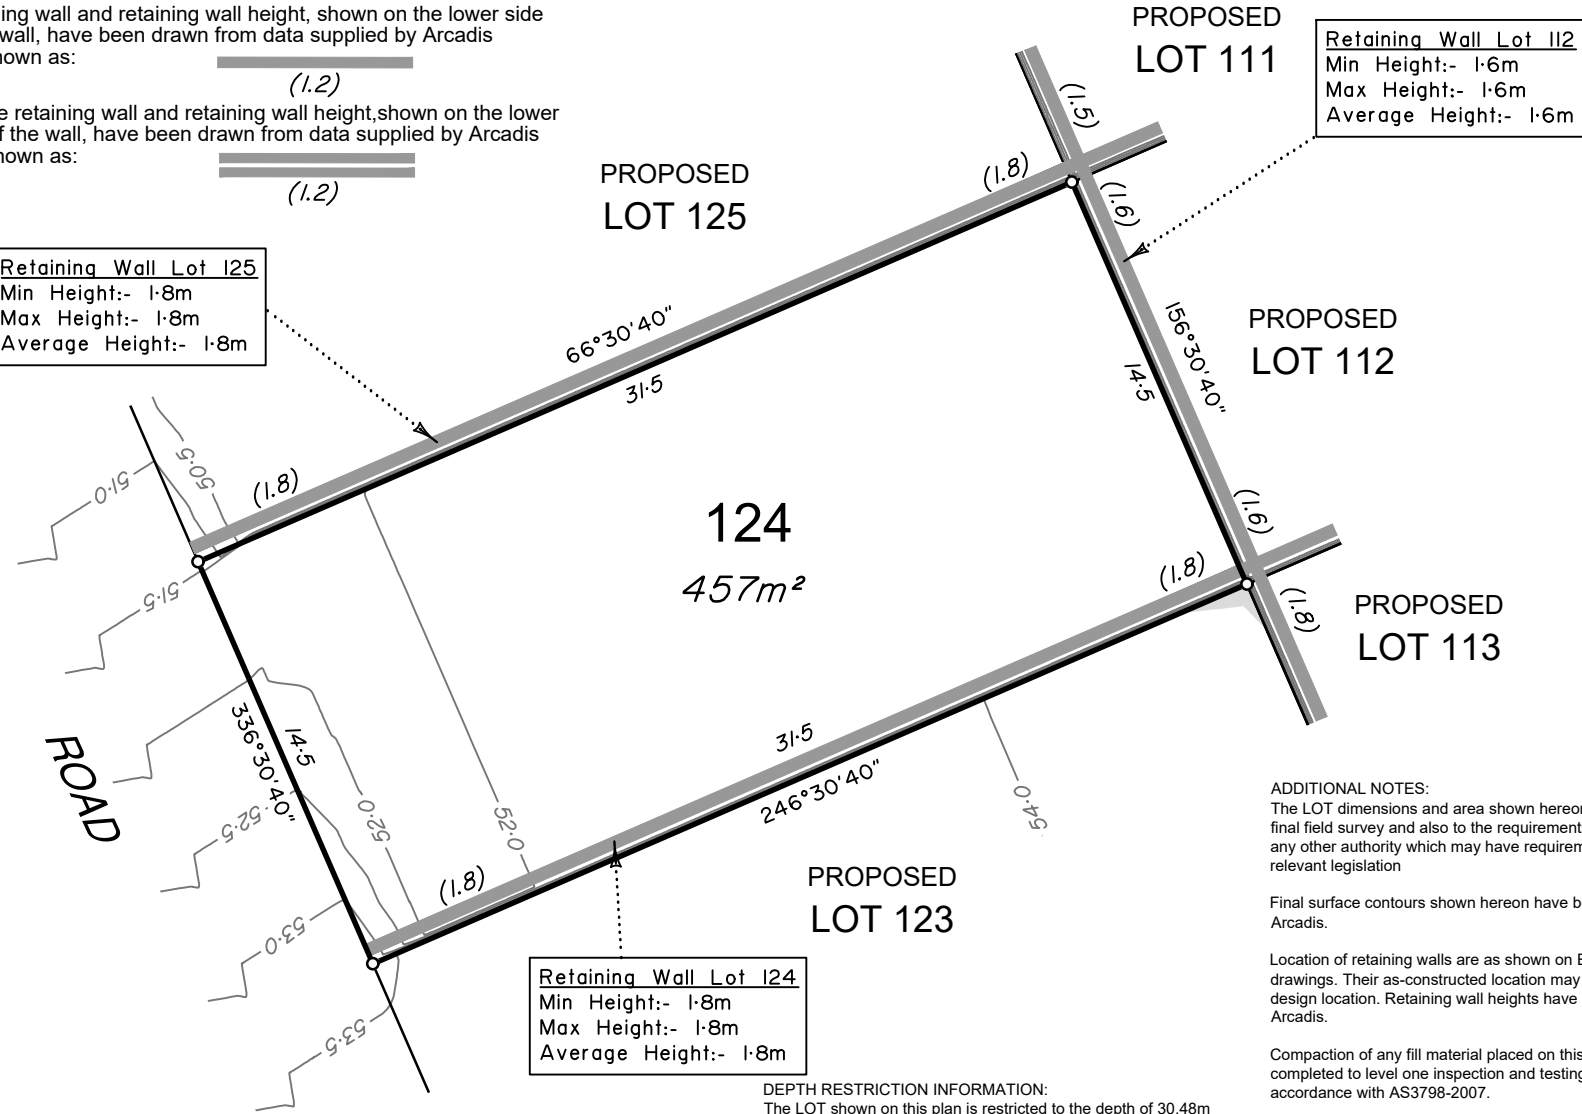 ing wall and retaining wall height, shown on the lower side
wall, have been drawn from data supplied by Arcadis
hown as:
(1.2)
e retaining wall and retaining wall height,shown on the lower
f the wall, have been drawn from data supplied by Arcadis
hown as:
(1.2)
PROPOSED
LOT 111
Retaining Wall Lot 112
Min Height:- 1·6m
Max Height:- 1·6m
Average Height:- 1·6m
(1.5)
PROPOSED
LOT 125
(1.8)
(1.6)
Retaining Wall Lot 125
Min Height:- 1·8m
Max Height:- 1·8m
Average Height:- 1·8m
66°30'40"
31·5
156°30'40"
14·5
PROPOSED
LOT 112
51·0
50·5
(1.8)
124
457m²
(1.6)
(1.8)
51·5
(1.8)
PROPOSED
LOT 113
ROAD
336°30'40"
14·5
52·5
52·0
52·0
31·5
246°30'40"
54·0
53·0
(1.8)
PROPOSED
LOT 123
53·5
Retaining Wall Lot 124
Min Height:- 1·8m
Max Height:- 1·8m
Average Height:- 1·8m
ADDITIONAL NOTES:
The LOT dimensions and area shown hereon
final field survey and also to the requirement
any other authority which may have requirem
relevant legislation
Final surface contours shown hereon have b
Arcadis.
Location of retaining walls are as shown on E
drawings. Their as-constructed location may
design location. Retaining wall heights have
Arcadis.
Compaction of any fill material placed on this
completed to level one inspection and testing
accordance with AS3798-2007.
DEPTH RESTRICTION INFORMATION:
The LOT shown on this plan is restricted to the depth of 30.48m